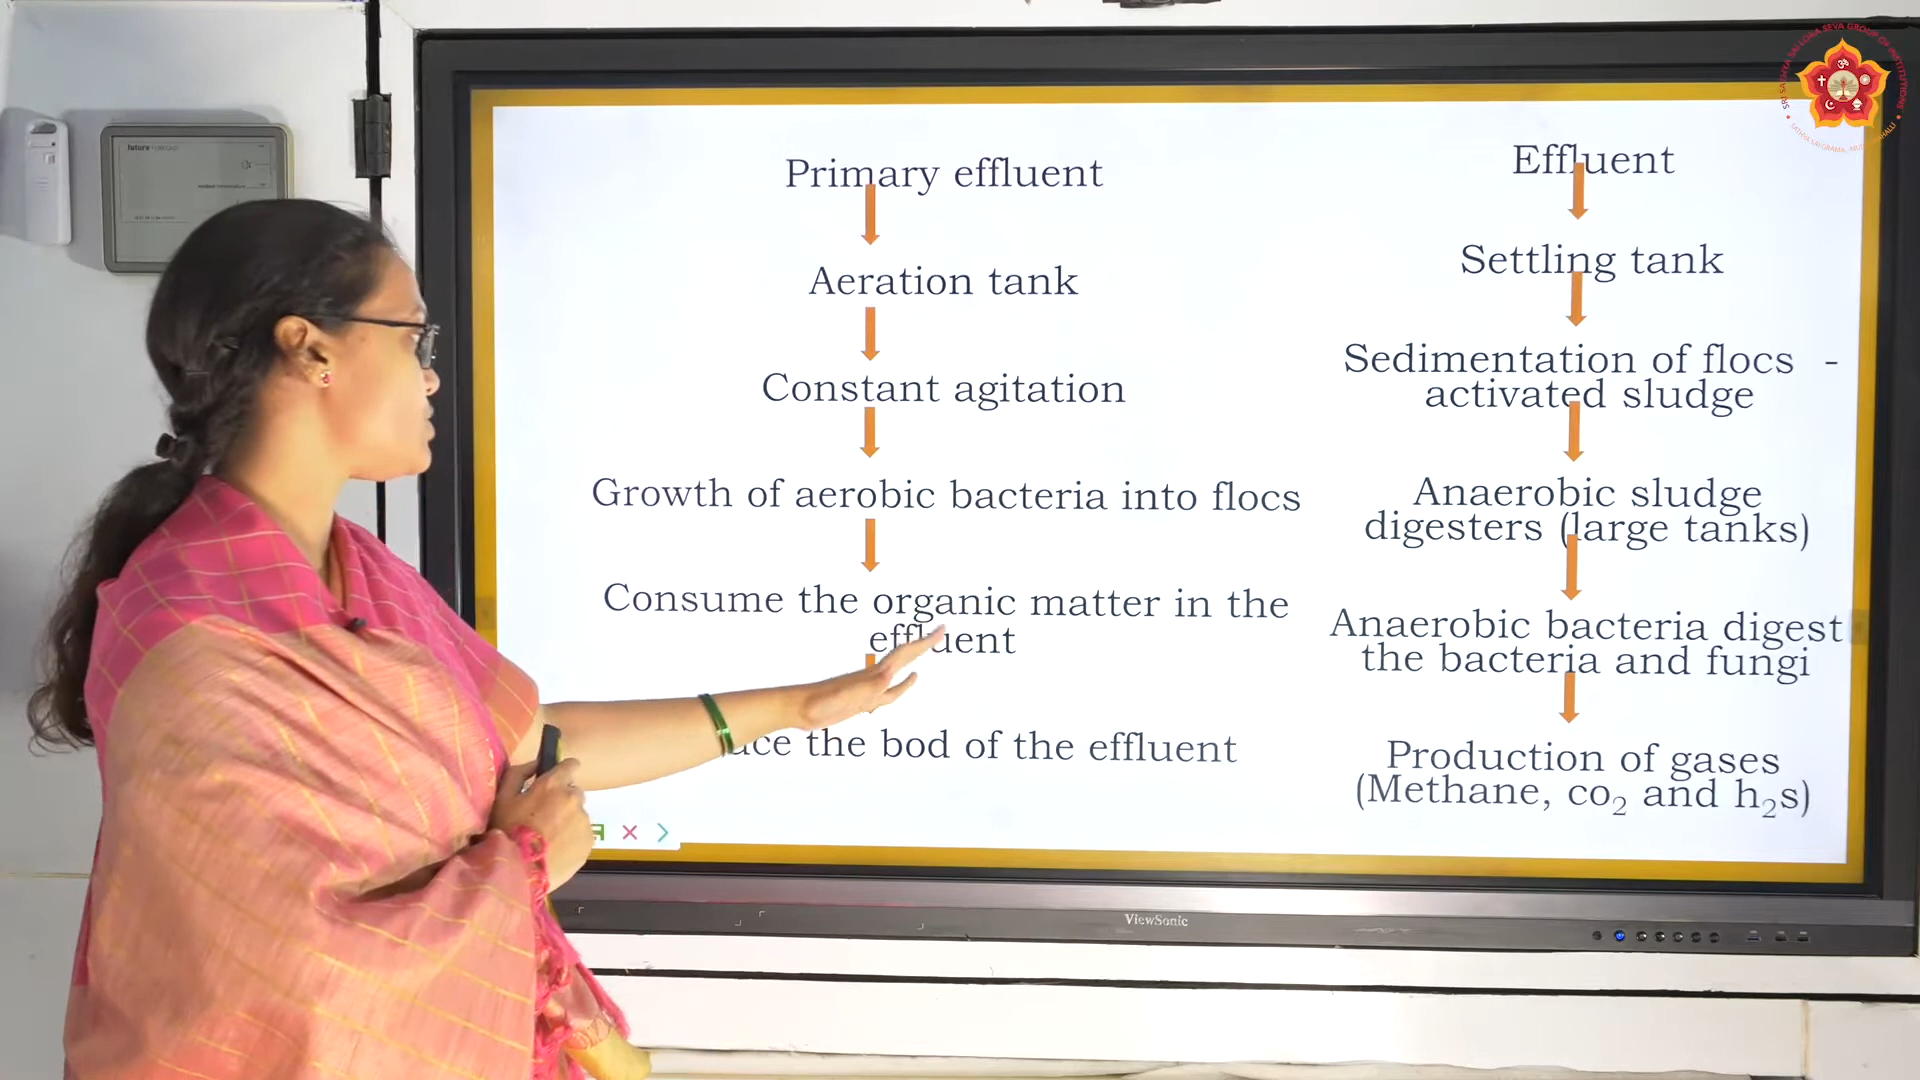 Primary effluent
Aeration tank
Constant agitation
Growth of aerobic bacteria into flocs
Consume the organic matter in the
effluent
the bod of the effluent
Effluent
Settling tank
Sedimentation of flocs -
activated sludge
Anaerobic sludge
digesters (large tanks)
Anaerobic bacteria digest
the bacteria and fungi
Production of gases
(Methane, co₂ and h₂s)
ViewSonic
future